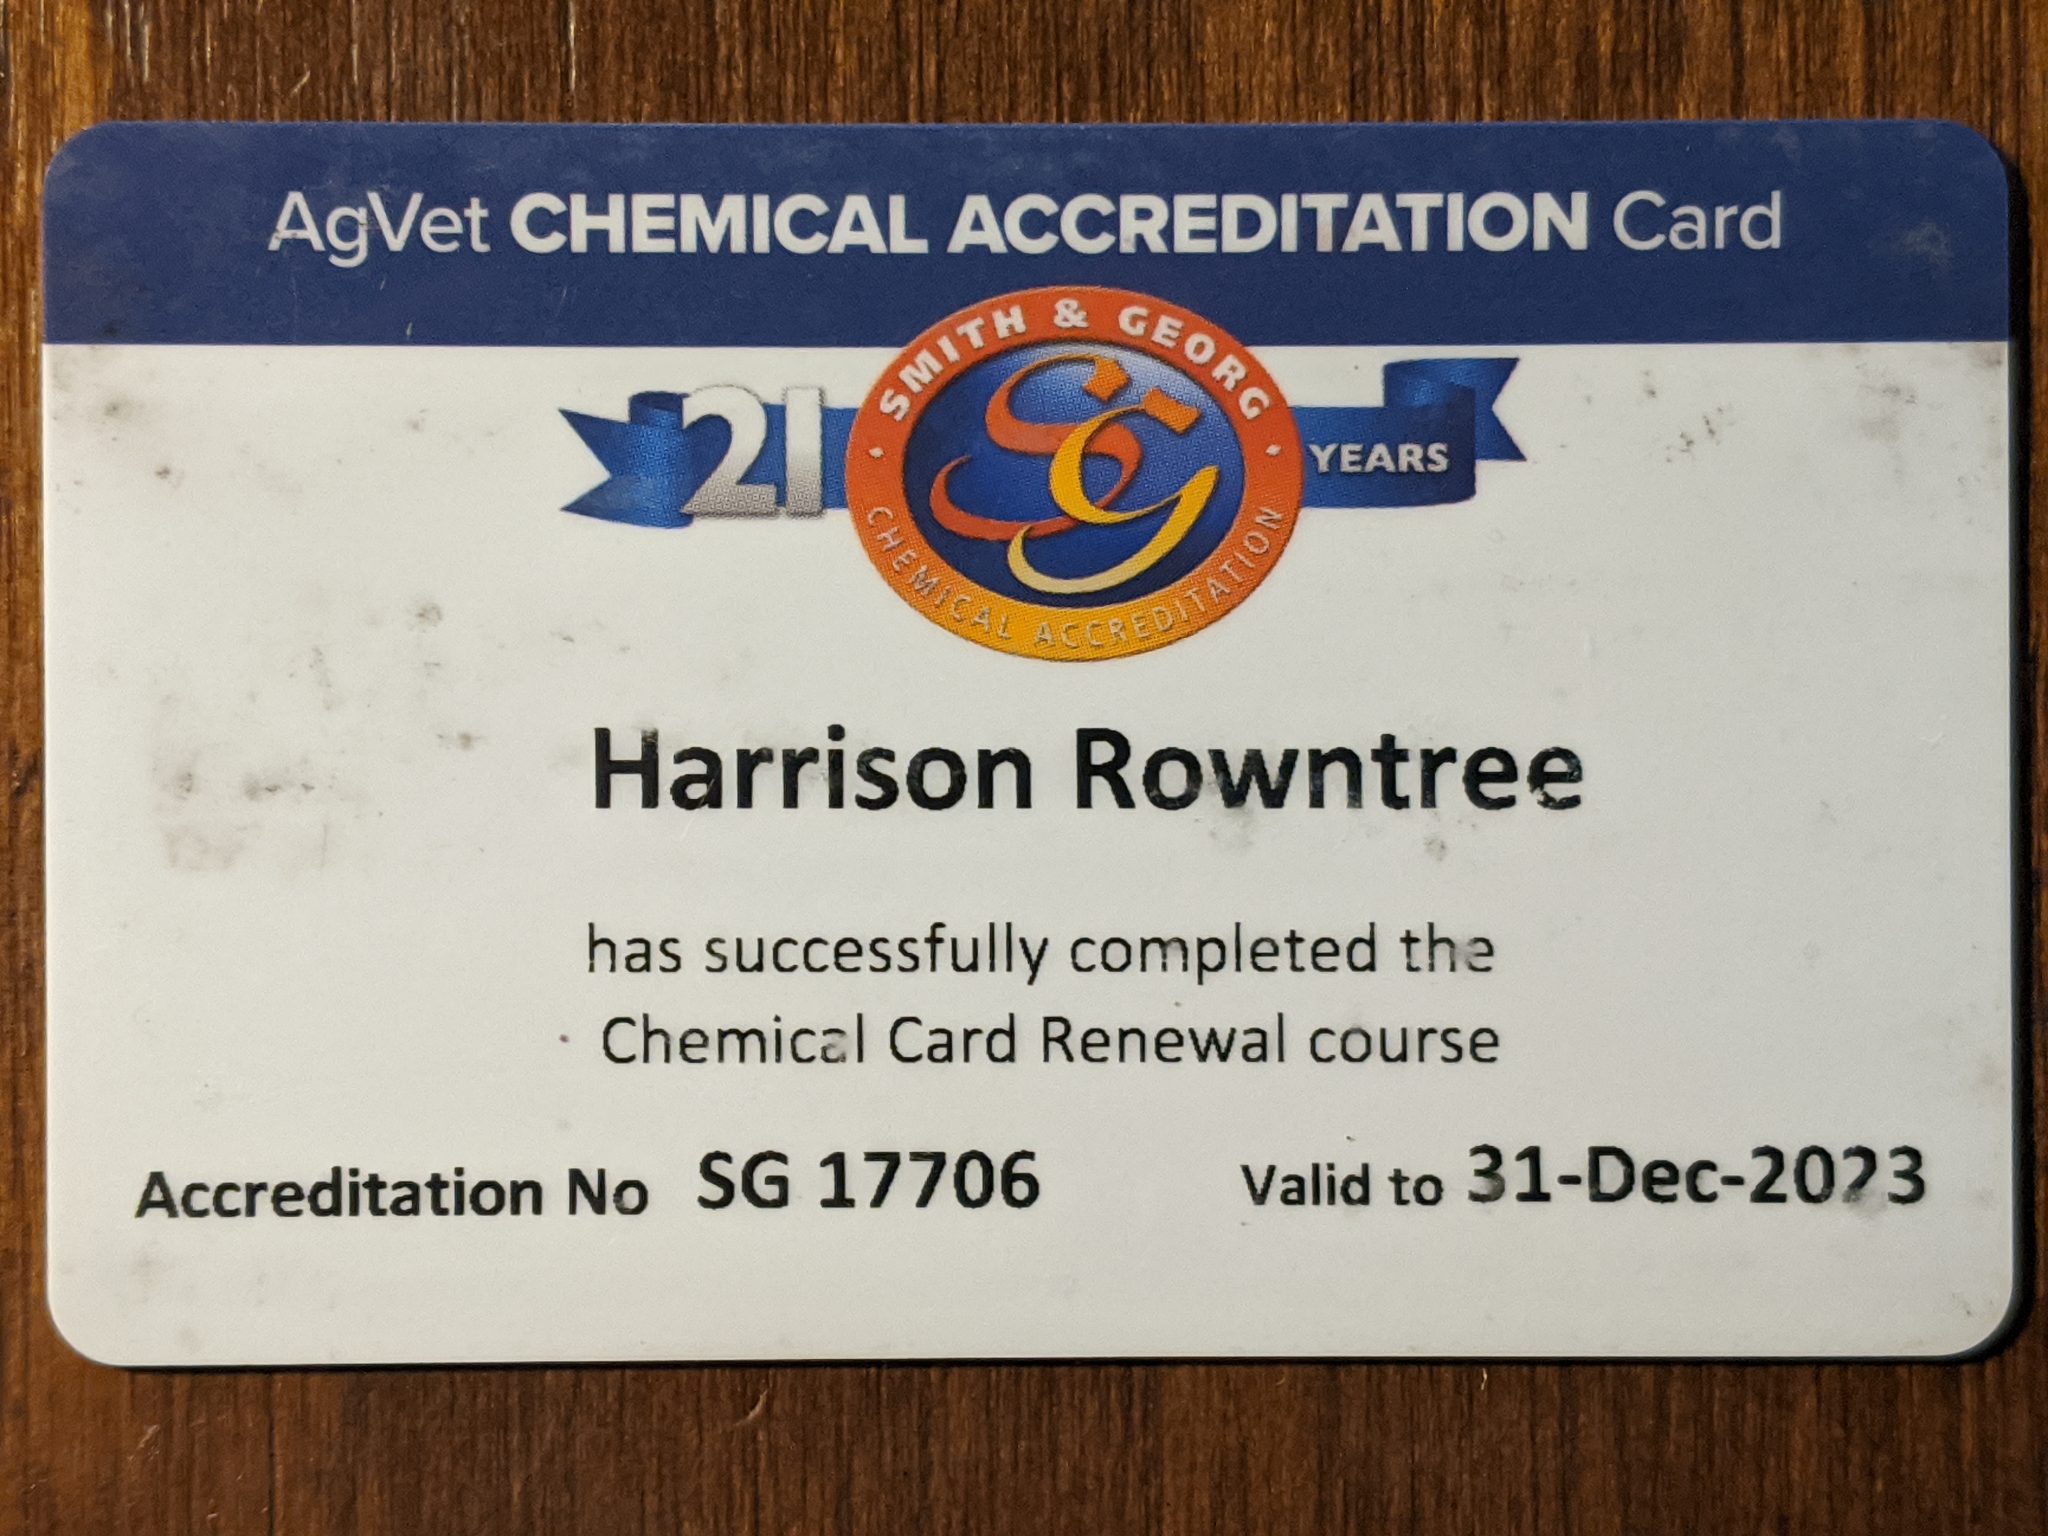 AgVet CHEMICAL ACCREDITATION Card
SMITH & GEORG
21
SG
YEARS
CHEMICAL ACCREDITATION
Harrison Rowntree
has successfully completed the
Chemical Card Renewal course
Accreditation No SG 17706 Valid to 31-Dec-2023